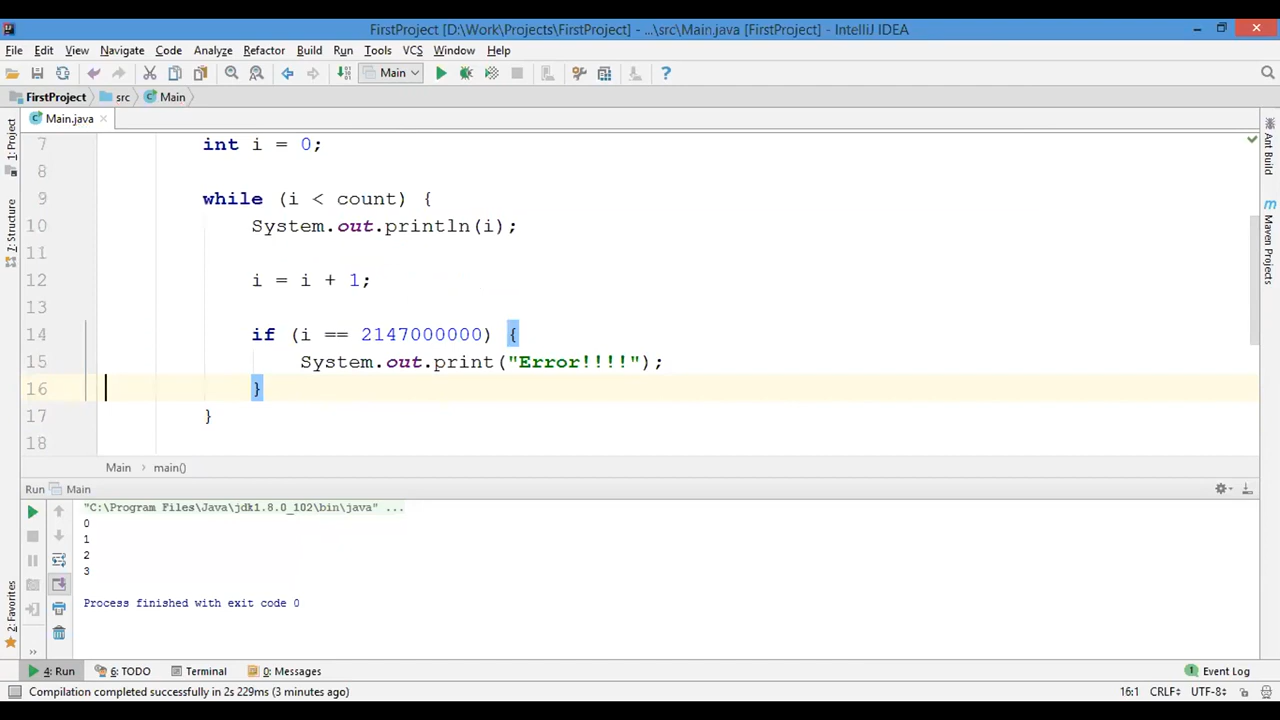 FirstProject [D:\Work\Projects\FirstProject] - ...\src\Main.java [FirstProject] - IntelliJ IDEA
File Edit View Navigate Code Analyze Refactor Build Run Tools VCS Window Help
Main
FirstProject src Main
Main.java
1: Project
Z: Structure
2: Favorites
Ant Build
Maven Projects
7 int i = 0;
8
9 while (i < count) {
10 System.out.println(i);
11
12 i = i + 1;
13
14 if (i == 2147000000) {
15 System.out.print("Error!!!!");
16 }
17 }
18
Main main()
Run Main
"C:\Program Files\Java\jdk1.8.0_102\bin\java" ...
0
1
2
3
Process finished with exit code 0
4: Run 6: TODO Terminal 0: Messages 1 Event Log
Compilation completed successfully in 2s 229ms (3 minutes ago) 16:1 CRLF UTF-8